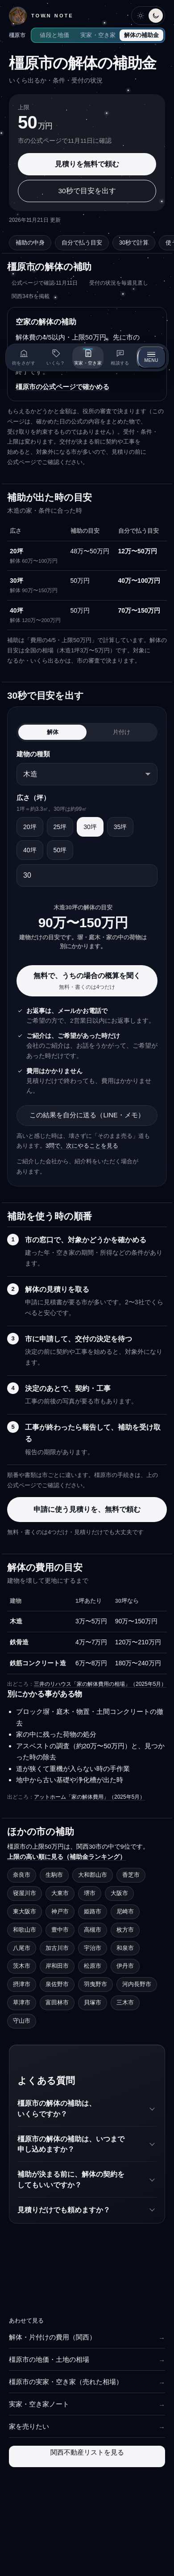 TOWN NOTE
橿原市
値段と地価
実家・空き家
解体の補助金
橿原市の解体の補助金
いくら出るか・条件・受付の状況
上限
50万円
市の公式ページで11月11日に確認
見積りを無料で頼む
30秒で目安を出す
2026年11月21日 更新
補助の中身
自分で払う目安
30秒で計算
橿原市の解体の補助
公式ページで確認 11月11日
受付の状況を毎週見直し
関西34市を掲載
空家の解体の補助
解体費の4/5以内・上限50万円。先に市の
実家・空き家
相談する
MENU
橿原市の公式ページでかめる
もらえるかどうかと金額は、役所の審査で決まります（この
ページは、確かめた日の公式の内容をまとめた物で、
受け取りを約束するものではありません）。受付・条件・
上限は変わります。交付が決まる前に契約や工事を
始めると、対象外になる市が多いので、見積りの前に
公式ページでご確認ください。
補助が出た時の目安
木造の家・条件に合った時
広さ
補助の目安
自分で払う目安
20坪
解体 60万〜100万円
48万〜50万円
12万〜50万円
30坪
解体 90万〜150万円
50万円
40万〜100万円
40坪
解体 120万〜200万円
50万円
70万〜150万円
補助は「費用の4/5・上限50万円」で計算しています。解体の
目安は全国の相場（木造1坪3万〜5万円）です。対象に
なるか・いくら出るかは、市の審査で決まります。
30秒で目安を出す
解体
片付け
建物の種類
木造
広さ（坪）
1坪＝約3.3㎡、30坪は約99㎡
20坪
25坪
30坪
35坪
40坪
50坪
30
木造30坪の解体の目安
90万〜150万円
建物だけの目安です。塀・庭木・家の中の荷物は
別にかかります。
無料で、うちの場合の概算を聞く
無料・書くのは4つだけ
お返事は、メールかお電話で
ご希望の方で、2営業日以内にお返事します。
ご紹介は、ご希望があった時だけ
会社のご紹介は、お話をうかがって、ご希望が
あった時だけです。
費用はかかりません
見積りだけで終わっても、費用はかかりませ
ん。
この結果を自分に送る（LINE・メモ）
高いと感じた時は、壊さずに「そのまま売る」道も
あります。3問で、次にやることを見る
ご紹介した会社から、紹介料をいただく場合が
あります。
補助を使う時の順番
1
市の窓口で、対象かどうかを確かめる
建った年・空き家の期間・所得などの条件があり
ます。
2
解体の見積りを取る
申請に見積書が要る市が多いです。2〜3社でくら
べると安心です。
3
市に申請して、交付の決定を待つ
決定の前に契約や工事を始めると、対象外になり
ます。
4
決定のあとで、契約・工事
工事の前後の写真が要る市もあります。
5
工事が終わったら報告して、補助を受け取
る
報告の期限があります。
順番や書類は市ごとに違います。橿原市の手続きは、上の
公式ページでご確認ください。
申請に使う見積りを、無料で頼む
無料・書くのは4つだけ・見積りだけでも大丈夫です
解体の費用の目安
建物を壊して更地にするまで
建物
1坪あたり
30坪なら
木造
3万〜5万円
90万〜150万円
鉄骨造
4万〜7万円
120万〜210万円
鉄筋コンクリート造
6万〜8万円
180万〜240万円
出どころ：三井のリハウス「家の解体費用の相場」（2025年5月）
別にかかる事がある物
ブロック塀・庭木・物置・土間コンクリートの撤
去
家の中に残った荷物の処分
アスベストの調査（約20万〜50万円）と、見つか
った時の除去
道が狭くて重機が入らない時の手作業
地中から古い基礎や浄化槽が出た時
出どころ：アットホーム「家の解体費用」（2025年5月）
ほかの市の補助
橿原市の上限50万円は、関西30市の中で9位です。
上限の高い順に見る（補助金ランキング）
奈良市
生駒市
大和郡山市
香芝市
寝屋川市
大東市
堺市
大阪市
東大阪市
神戸市
姫路市
尼崎市
和歌山市
豊中市
高槻市
枚方市
八尾市
加古川市
宇治市
和泉市
茨木市
岸和田市
松原市
伊丹市
摂津市
泉佐野市
羽曳野市
河内長野市
草津市
富田林市
貝塚市
三木市
守山市
よくある質問
橿原市の解体の補助は、
いくらですか？
橿原市の解体の補助は、いつまで
申し込めますか？
補助が決まる前に、解体の契約を
してもいいですか？
見積りだけでも頼めますか？
あわせて見る
解体・片付けの費用（関西）
→
橿原市の地価・土地の相場
→
橿原市の実家・空き家（売れた相場）
→
実家・空き家ノート
→
家を売りたい
→
関西不動産リストを見る